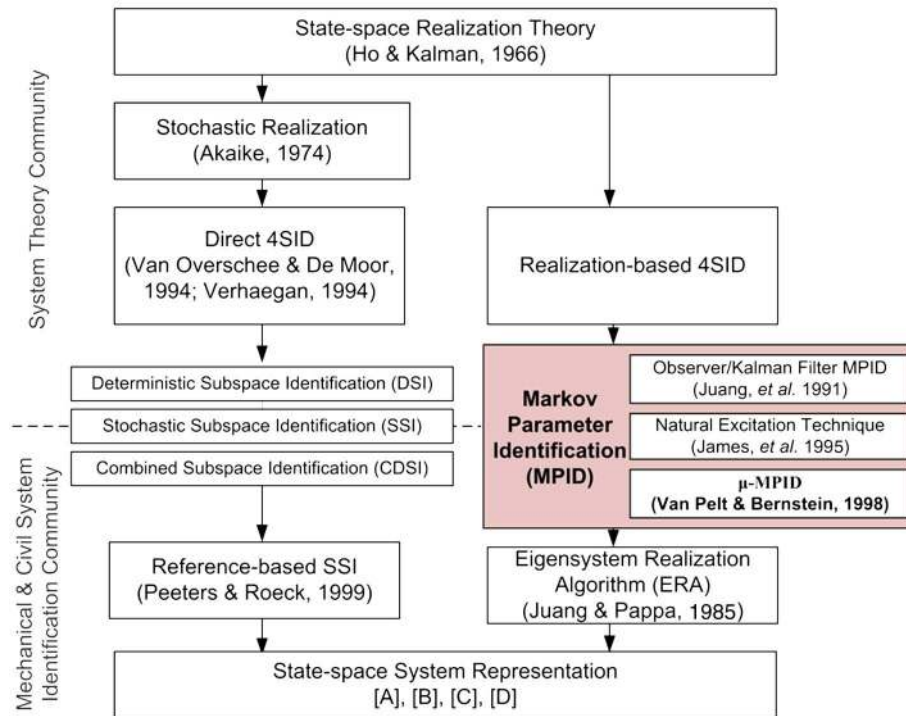 State-space Realization Theory
(Ho & Kalman, 1966)
System Theory Community
Stochastic Realization
(Akaike, 1974)
Direct 4SID
(Van Overschee & De Moor,
1994; Verhaegan, 1994)
Realization-based 4SID
Deterministic Subspace Identification (DSI)
Stochastic Subspace Identification (SSI)
Combined Subspace Identification (CDSI)
Markov
Parameter
Identification
(MPID)
Observer/Kalman Filter MPID
(Juang, et al. 1991)
Natural Excitation Technique
(James, et al. 1995)
μ-MPID
(Van Pelt & Bernstein, 1998)
Mechanical & Civil System
Identification Community
Reference-based SSI
(Peeters & Roeck, 1999)
Eigensystem Realization
Algorithm (ERA)
(Juang & Pappa, 1985)
State-space System Representation
[A], [B], [C], [D]